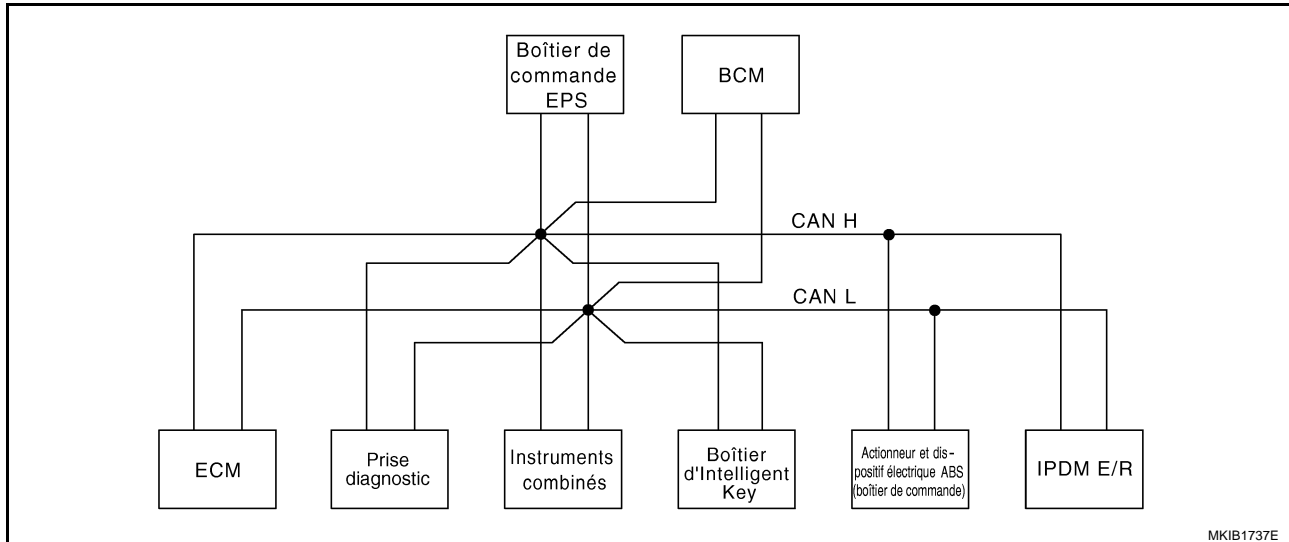 Boîtier de
commande
EPS
BCM
CAN H
CAN L
ECM
Prise
diagnostic
Instruments
combinés
Boîtier
d'Intelligent
Key
Actionneur et dis-
positif électrique ABS
(boîtier de commande)
IPDM E/R
MKIB1737E